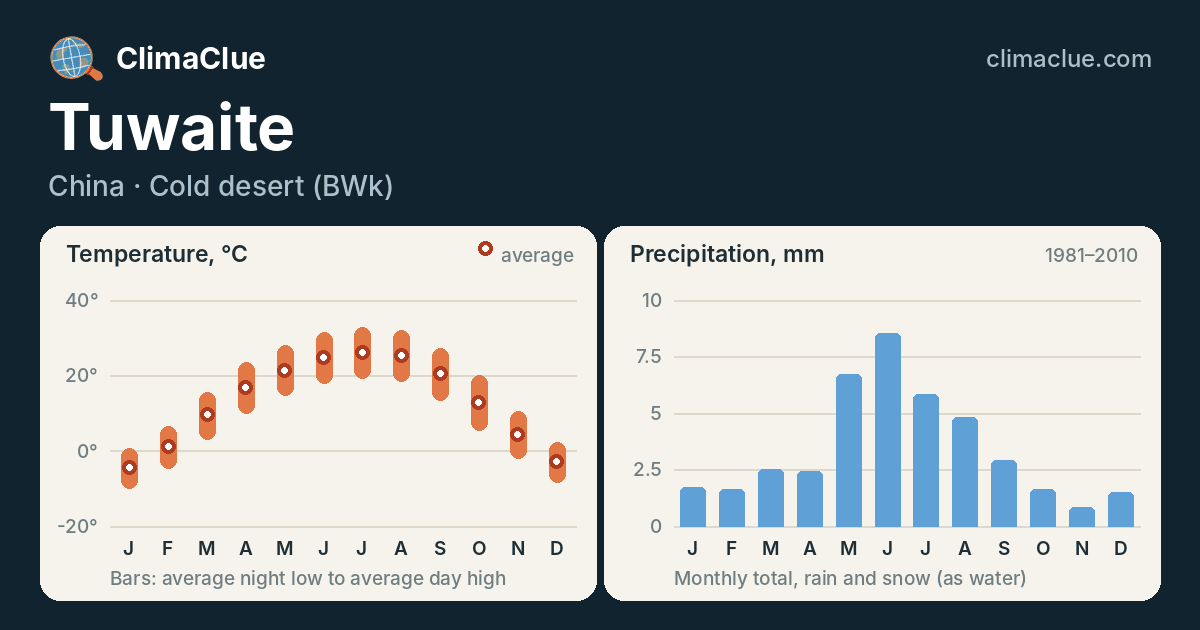 ClimaClue
climaclue.com
Tuwaite
China · Cold desert (BWk)
Temperature, °C
average
40°
20°
0°
-20°
J F M A M J J A S O N D
Bars: average night low to average day high
Precipitation, mm
1981–2010
10
7.5
5
2.5
0
J F M A M J J A S O N D
Monthly total, rain and snow (as water)